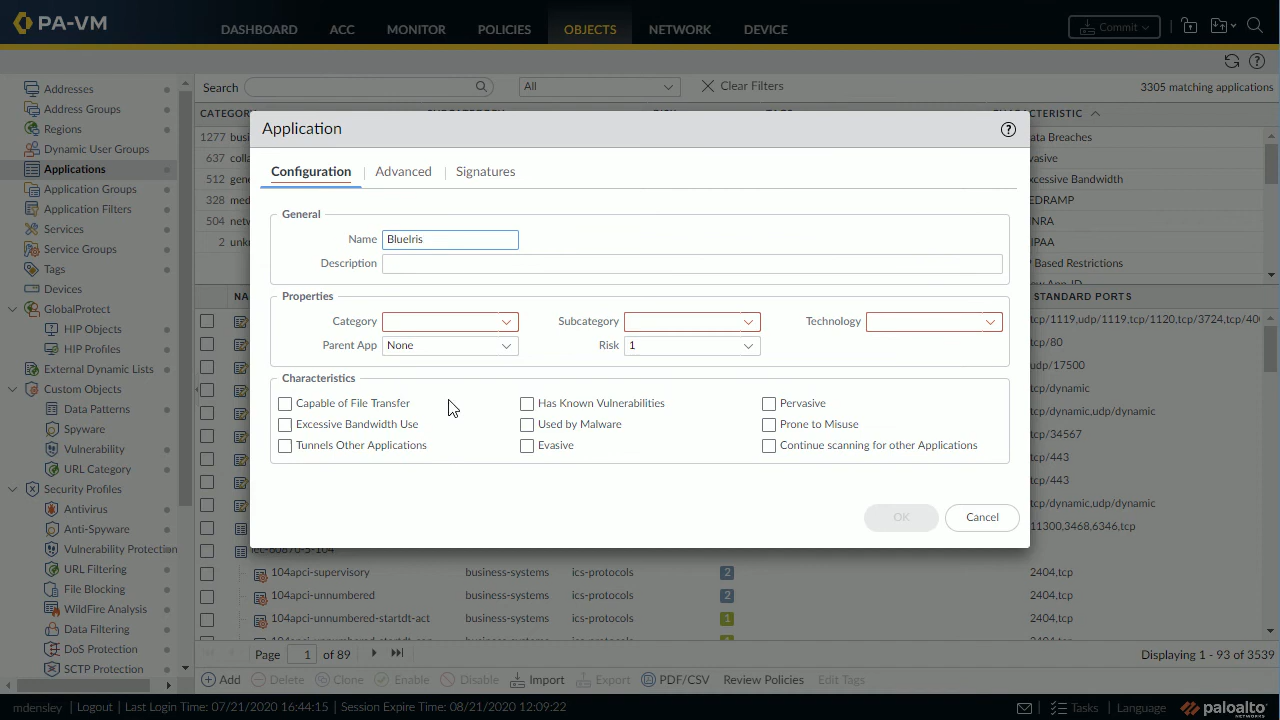 PA-VM
DASHBOARD ACC MONITOR POLICIES OBJECTS NETWORK DEVICE
Commit
Addresses
Address Groups
Regions
Dynamic User Groups
Applications
Application Groups
Application Filters
Services
Service Groups
Tags
Devices
GlobalProtect
HIP Objects
HIP Profiles
External Dynamic Lists
Custom Objects
Data Patterns
Spyware
Vulnerability
URL Category
Security Profiles
Antivirus
Anti-Spyware
Vulnerability Protection
URL Filtering
File Blocking
WildFire Analysis
Data Filtering
DoS Protection
SCTP Protection
Search All Clear Filters 3305 matching applications
1277
637
512
328
504
2
Application
Configuration Advanced Signatures
General
Name BlueIris
Description
Properties
Category Subcategory Technology
Parent App None Risk 1
Characteristics
Capable of File Transfer Has Known Vulnerabilities Pervasive
Excessive Bandwidth Use Used by Malware Prone to Misuse
Tunnels Other Applications Evasive Continue scanning for other Applications
OK Cancel
Based Restrictions
STANDARD PORTS
tcp/1119,udp/1119,tcp/1120,tcp/3724,tcp/400
tcp/80
udp/17500
tcp/dynamic
tcp/dynamic,udp/dynamic
tcp/34567
tcp/443
tcp/443
tcp/dynamic,udp/dynamic
11300,3468,6346,tcp
104apci-supervisory business-systems ics-protocols 2 2404,tcp
104apci-unnumbered business-systems ics-protocols 2 2404,tcp
104apci-unnumbered-startdt-act business-systems ics-protocols 1 2404,tcp
Page 1 of 89 Displaying 1 - 93 of 3539
Add Delete Clone Enable Disable Import Export PDF/CSV Review Policies Edit Tags
mdensley | Logout | Last Login Time: 07/21/2020 16:44:15 | Session Expire Time: 08/21/2020 12:09:22
Tasks | Language
paloalto
NETWORKS